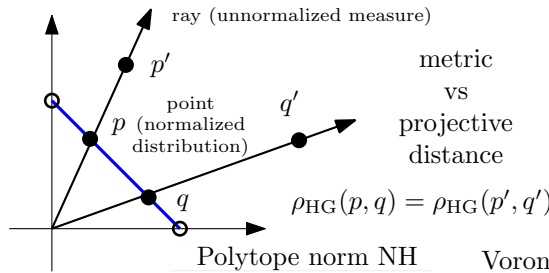 ray (unnormalized measure)
p′
point
p (normalized
distribution)
q
q′
metric
vs
projective
distance
ρHG(p, q) = ρHG(p′, q′)
Polytope norm NH